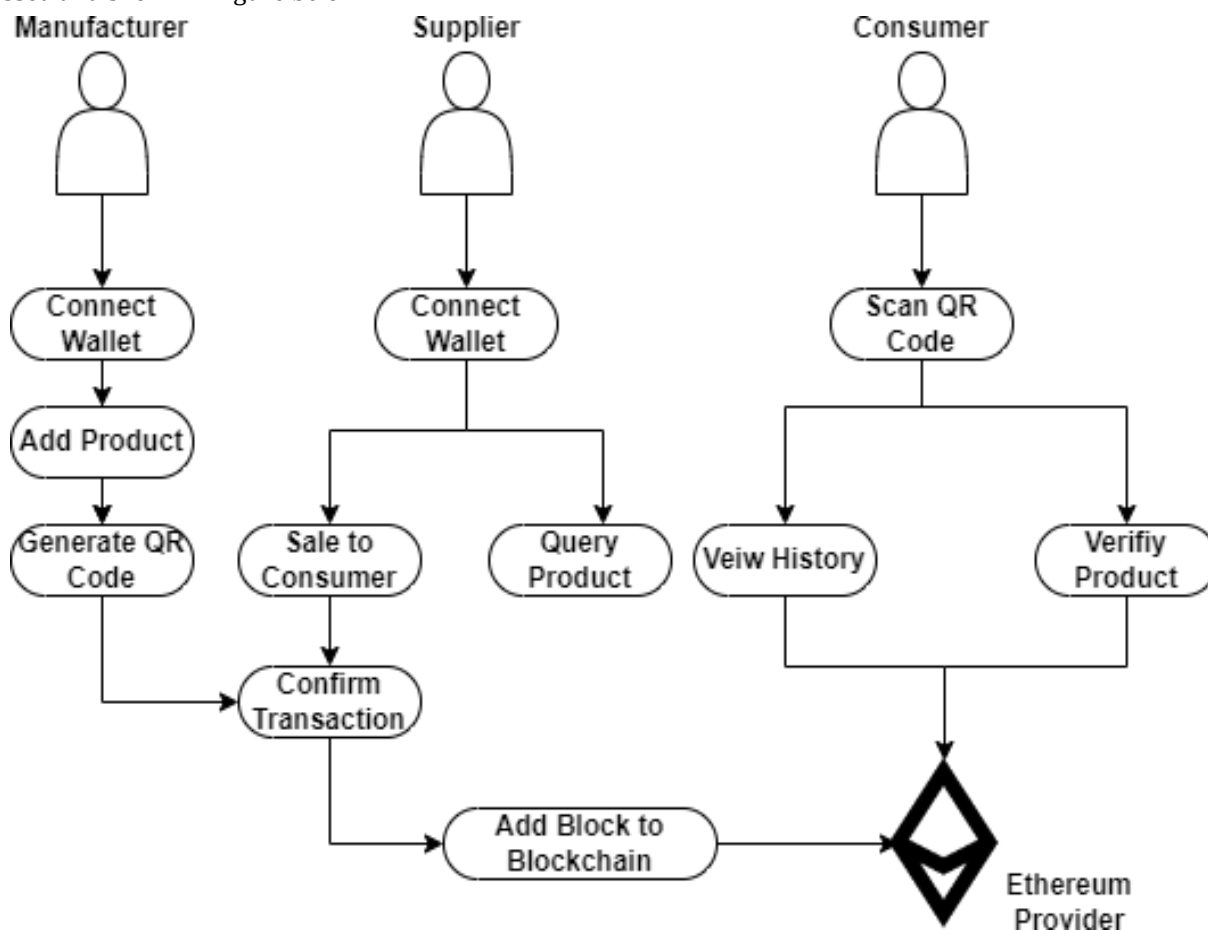 Manufacturer
Supplier
Consumer
Connect
Wallet
Connect
Wallet
Scan QR
Code
Add Product
Generate QR
Code
Sale to
Consumer
Query
Product
Veiw History
Verifiy
Product
Confirm
Transaction
Add Block to
Blockchain
Ethereum
Provider